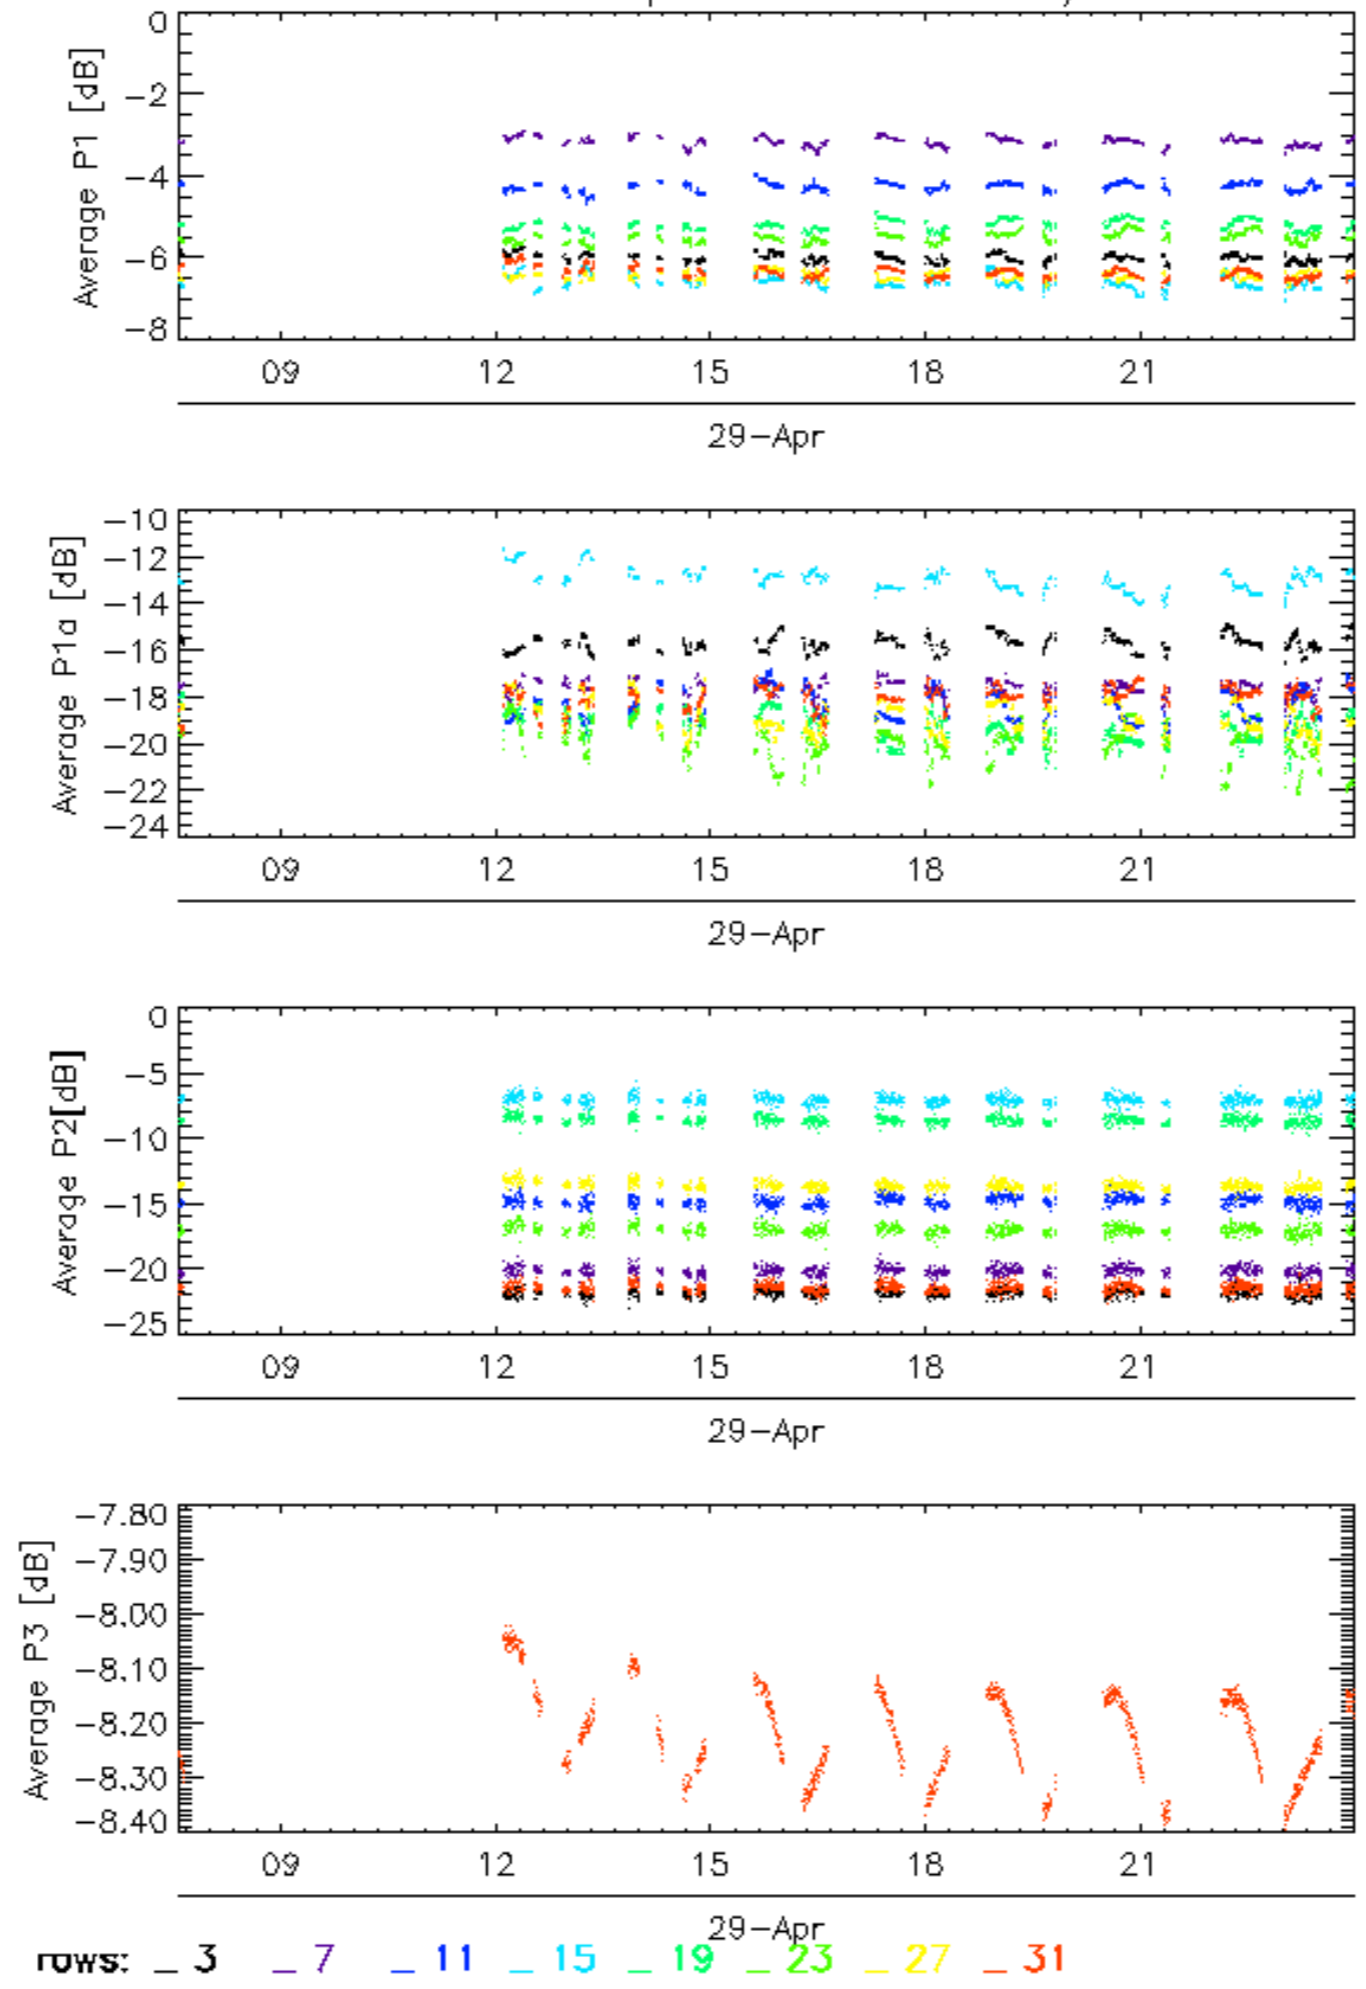 0
-2
-4
-6
-8
Average P1 [dB]
09 12 15 18 21
29-Apr
-10
-12
-14
-16
-18
-20
-22
-24
Average P1a [dB]
09 12 15 18 21
29-Apr
0
-5
-10
-15
-20
-25
Average P2[dB]
09 12 15 18 21
29-Apr
-7.80
-7.90
-8.00
-8.10
-8.20
-8.30
-8.40
Average P3 [dB]
09 12 15 18 21
29-Apr
rows: _ 3 _ 7 _ 11 _ 15 _ 19 _ 23 _ 27 _ 31